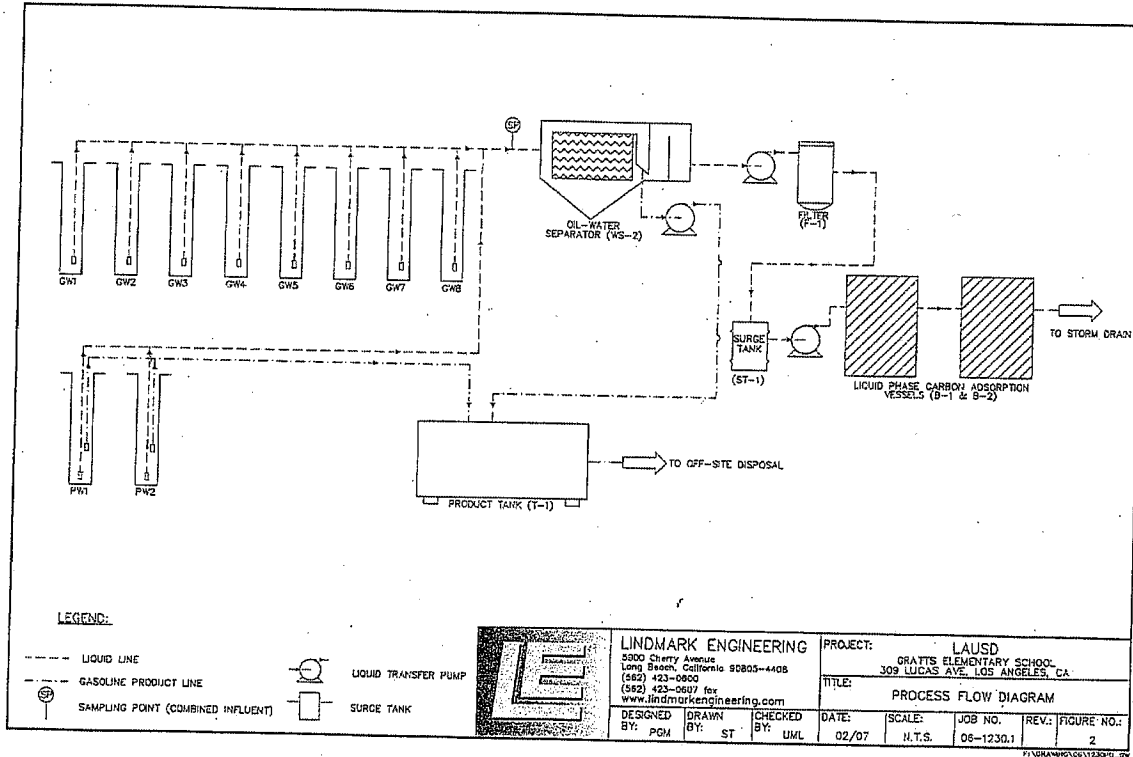 SP
GW1 GW2 GW3 GW4 GW5 GW6 GW7 GW8
OIL-WATER
SEPARATOR (WS-2)
FILTER
(F-1)
SURGE
TANK
(ST-1)
LIQUID PHASE CARBON ADSORPTION
VESSELS (B-1 & B-2)
TO STORM DRAIN
PW1 PW2
PRODUCT TANK (T-1)
TO OFF-SITE DISPOSAL
LEGEND:
LIQUID LINE
GASOLINE PRODUCT LINE
SP SAMPLING POINT (COMBINED INFLUENT)
LIQUID TRANSFER PUMP
SURGE TANK
LINDMARK ENGINEERING
5900 Cherry Avenue
Long Beach, California 90805-4408
(562) 423-0600
(562) 423-0607 fax
www.lindmarkengineering.com
PROJECT: LAUSD
GRATTS ELEMENTARY SCHOOL
309 LUCAS AVE, LOS ANGELES, CA
TITLE:
PROCESS FLOW DIAGRAM
DESIGNED BY: PGM
DRAWN BY: ST
CHECKED BY: UML
DATE: 02/07
SCALE: N.T.S.
JOB NO. 06-1230.1
REV.:
FIGURE NO.: 2